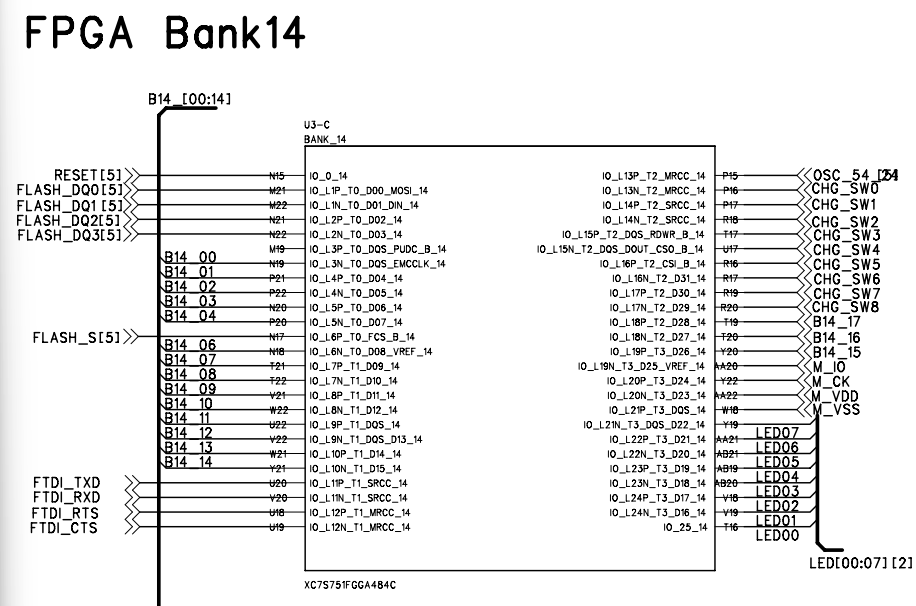 FPGA Bank14
B14_[00:14]
U3-C
BANK_14
RESET[5]
FLASH_DQ0[5]
FLASH_DQ1[5]
FLASH_DQ2[5]
FLASH_DQ3[5]
B14_00
B14_01
B14_02
B14_03
B14_04
FLASH_S[5]
B14_06
B14_07
B14_08
B14_09
B14_10
B14_11
B14_12
B14_13
B14_14
FTDI_TXD
FTDI_RXD
FTDI_RTS
FTDI_CTS
N15 IO_0_14
M21 IO_L1P_T0_D00_MOSI_14
M22 IO_L1N_T0_D01_DIN_14
N21 IO_L2P_T0_D02_14
N22 IO_L2N_T0_D03_14
M19 IO_L3P_T0_DQS_PUDC_B_14
N19 IO_L3N_T0_DQS_EMCCLK_14
P21 IO_L4P_T0_D04_14
P22 IO_L4N_T0_D05_14
N20 IO_L5P_T0_D06_14
P20 IO_L5N_T0_D07_14
N17 IO_L6P_T0_FCS_B_14
N18 IO_L6N_T0_D08_VREF_14
T21 IO_L7P_T1_D09_14
T22 IO_L7N_T1_D10_14
V21 IO_L8P_T1_D11_14
W22 IO_L8N_T1_D12_14
U22 IO_L9P_T1_DQS_14
V22 IO_L9N_T1_DQS_D13_14
W21 IO_L10P_T1_D14_14
Y21 IO_L10N_T1_D15_14
U20 IO_L11P_T1_SRCC_14
V20 IO_L11N_T1_SRCC_14
U18 IO_L12P_T1_MRCC_14
U19 IO_L12N_T1_MRCC_14
IO_L13P_T2_MRCC_14 P15
IO_L13N_T2_MRCC_14 P16
IO_L14P_T2_SRCC_14 P17
IO_L14N_T2_SRCC_14 R18
IO_L15P_T2_DQS_RDWR_B_14 T17
IO_L15N_T2_DQS_DOUT_CSO_B_14 U17
IO_L16P_T2_CSI_B_14 R16
IO_L16N_T2_D31_14 R17
IO_L17P_T2_D30_14 R19
IO_L17N_T2_D29_14 R20
IO_L18P_T2_D28_14 T19
IO_L18N_T2_D27_14 T20
IO_L19P_T3_D26_14 Y20
IO_L19N_T3_D25_VREF_14 AA20
IO_L20P_T3_D24_14 Y22
IO_L20N_T3_D23_14 AA22
IO_L21P_T3_DQS_14 W18
IO_L21N_T3_DQS_D22_14 Y19
IO_L22P_T3_D21_14 AA21
IO_L22N_T3_D20_14 AB21
IO_L23P_T3_D19_14 AB19
IO_L23N_T3_D18_14 AB20
IO_L24P_T3_D17_14 V18
IO_L24N_T3_D16_14 V19
IO_25_14 T16
CHG_SW0
CHG_SW1
CHG_SW2
CHG_SW3
CHG_SW4
CHG_SW5
CHG_SW6
CHG_SW7
CHG_SW8
B14_17
B14_16
B14_15
M_IO
M_CK
M_VDD
M_VSS
LED07
LED06
LED05
LED04
LED03
LED02
LED01
LED00
LED[00:07][2]
XC7S751FGGA484C